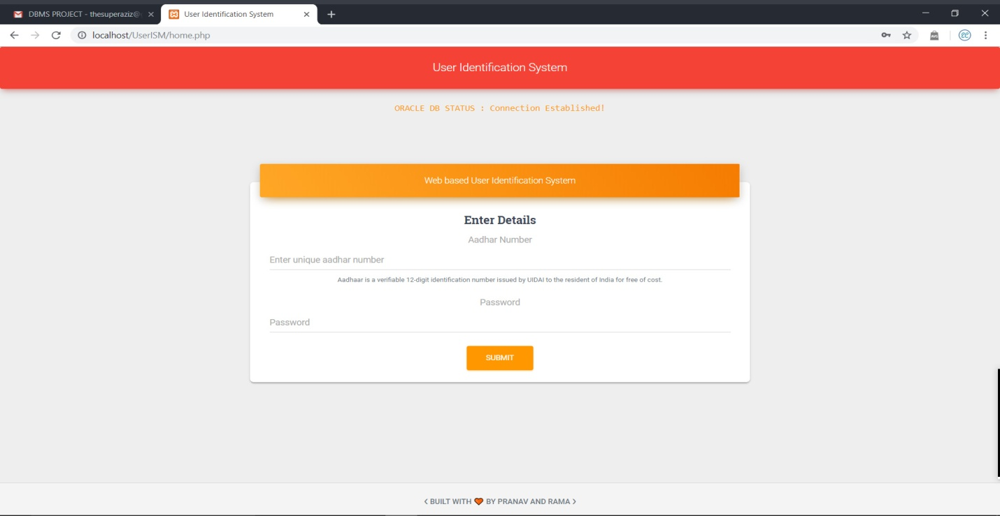 DBMS PROJECT - thesuperaziz@
User Identification System
localhost/UserISM/home.php
User Identification System
ORACLE DB STATUS : Connection Established!
Web based User Identification System
Enter Details
Aadhar Number
Enter unique aadhar number
Aadhaar is a verifiable 12-digit identification number issued by UIDAI to the resident of India for free of cost.
Password
Password
SUBMIT
< BUILT WITH 🧡 BY PRANAV AND RAMA >